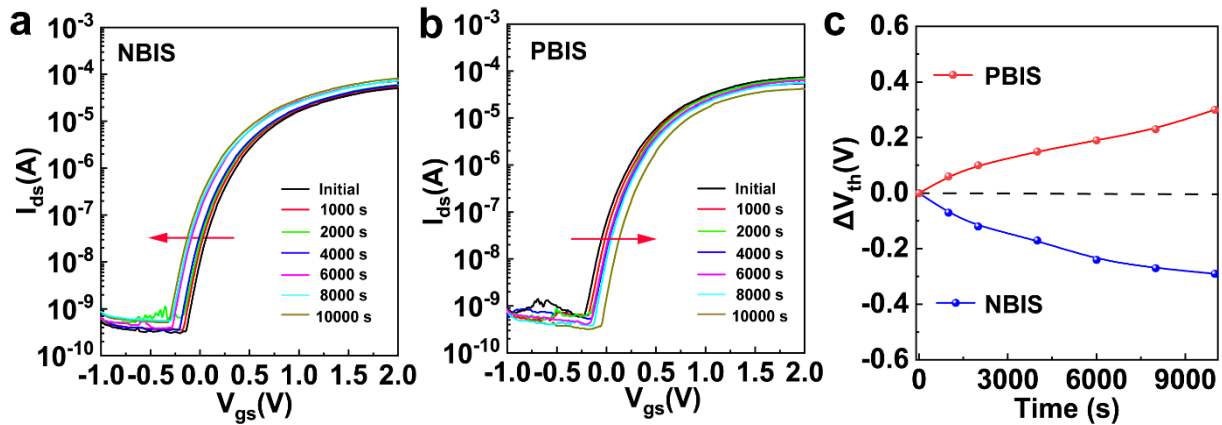 a
NBIS
10⁻³
10⁻⁴
10⁻⁵
10⁻⁶
10⁻⁷
10⁻⁸
10⁻⁹
10⁻¹⁰
I_ds(A)
Initial
1000 s
2000 s
4000 s
6000 s
8000 s
10000 s
-1.0 -0.5 0.0 0.5 1.0 1.5 2.0
V_gs(V)
b
PBIS
10⁻³
10⁻⁴
10⁻⁵
10⁻⁶
10⁻⁷
10⁻⁸
10⁻⁹
10⁻¹⁰
I_ds(A)
Initial
1000 s
2000 s
4000 s
6000 s
8000 s
10000 s
-1.0 -0.5 0.0 0.5 1.0 1.5 2.0
V_gs(V)
c
0.6
0.4
0.2
0.0
-0.2
-0.4
-0.6
ΔV_th(V)
PBIS
NBIS
0 3000 6000 9000
Time (s)